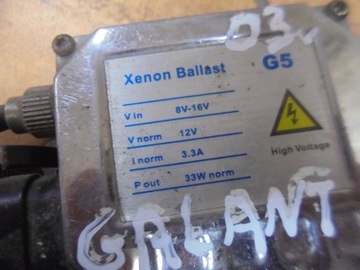 03
Xenon Ballast G5
V in 8V-16V
V norm 12V
I norm 3.3A
P out 33W norm
High Voltage
GALANT